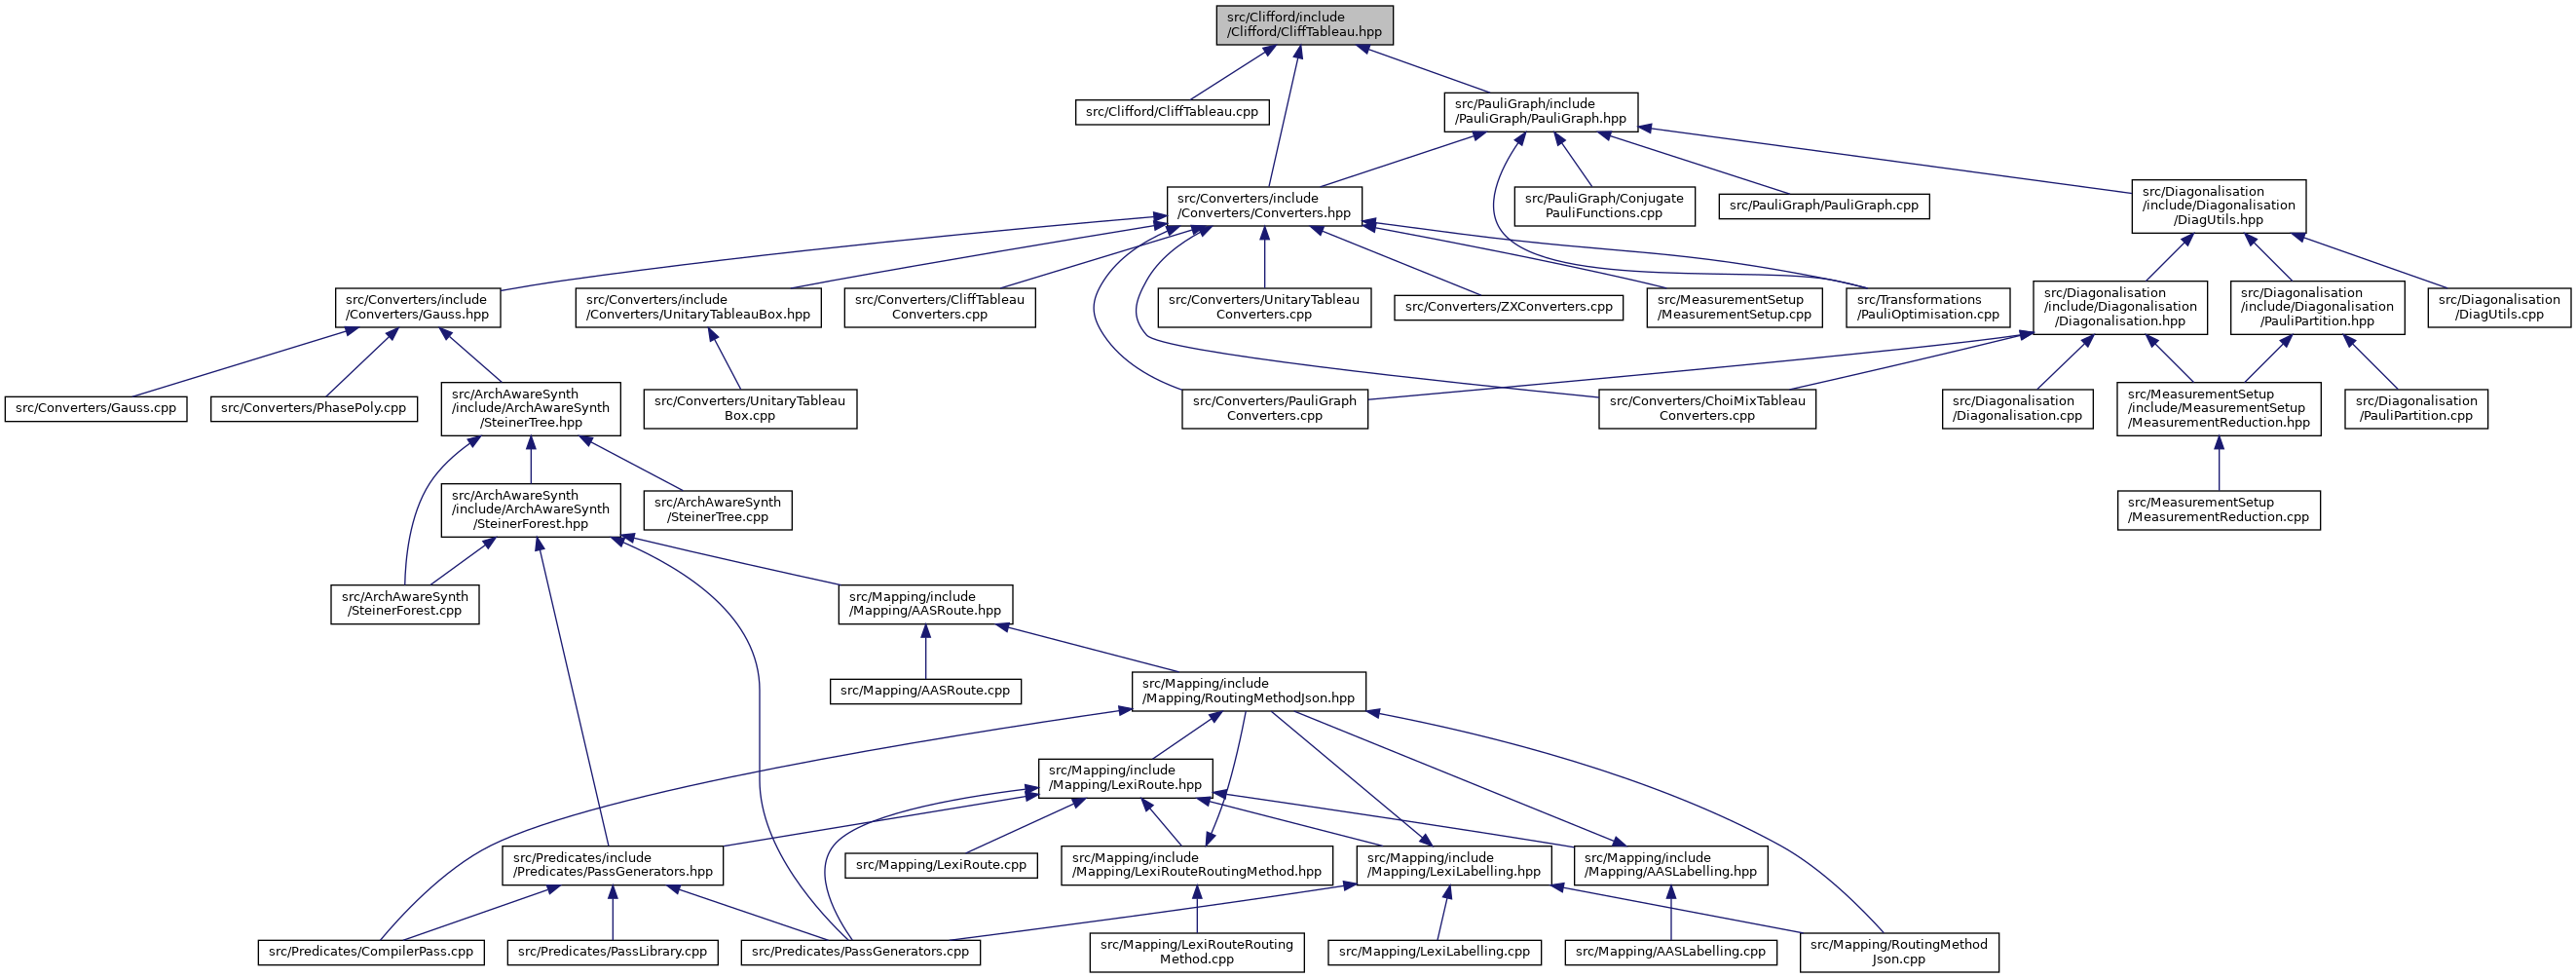 src/Clifford/include
/Clifford/CliffTableau.hpp
src/Clifford/CliffTableau.cpp
src/PauliGraph/include
/PauliGraph/PauliGraph.hpp
src/Converters/include
/Converters/Converters.hpp
src/PauliGraph/Conjugate
PauliFunctions.cpp
src/PauliGraph/PauliGraph.cpp
src/Diagonalisation
/include/Diagonalisation
/DiagUtils.hpp
src/Converters/include
/Converters/Gauss.hpp
src/Converters/include
/Converters/UnitaryTableauBox.hpp
src/Converters/CliffTableau
Converters.cpp
src/Converters/UnitaryTableau
Converters.cpp
src/Converters/ZXConverters.cpp
src/MeasurementSetup
/MeasurementSetup.cpp
src/Transformations
/PauliOptimisation.cpp
src/Diagonalisation
/include/Diagonalisation
/Diagonalisation.hpp
src/Diagonalisation
/include/Diagonalisation
/PauliPartition.hpp
src/Diagonalisation
/DiagUtils.cpp
src/Converters/Gauss.cpp
src/Converters/PhasePoly.cpp
src/ArchAwareSynth
/include/ArchAwareSynth
/SteinerTree.hpp
src/Converters/UnitaryTableau
Box.cpp
src/Converters/PauliGraph
Converters.cpp
src/Converters/ChoiMixTableau
Converters.cpp
src/Diagonalisation
/Diagonalisation.cpp
src/MeasurementSetup
/include/MeasurementSetup
/MeasurementReduction.hpp
src/Diagonalisation
/PauliPartition.cpp
src/ArchAwareSynth
/include/ArchAwareSynth
/SteinerForest.hpp
src/ArchAwareSynth
/SteinerTree.cpp
src/MeasurementSetup
/MeasurementReduction.cpp
src/ArchAwareSynth
/SteinerForest.cpp
src/Mapping/include
/Mapping/AASRoute.hpp
src/Mapping/AASRoute.cpp
src/Mapping/include
/Mapping/RoutingMethodJson.hpp
src/Mapping/include
/Mapping/LexiRoute.hpp
src/Predicates/include
/Predicates/PassGenerators.hpp
src/Mapping/LexiRoute.cpp
src/Mapping/include
/Mapping/LexiRouteRoutingMethod.hpp
src/Mapping/include
/Mapping/LexiLabelling.hpp
src/Mapping/include
/Mapping/AASLabelling.hpp
src/Predicates/CompilerPass.cpp
src/Predicates/PassLibrary.cpp
src/Predicates/PassGenerators.cpp
src/Mapping/LexiRouteRouting
Method.cpp
src/Mapping/LexiLabelling.cpp
src/Mapping/AASLabelling.cpp
src/Mapping/RoutingMethod
Json.cpp